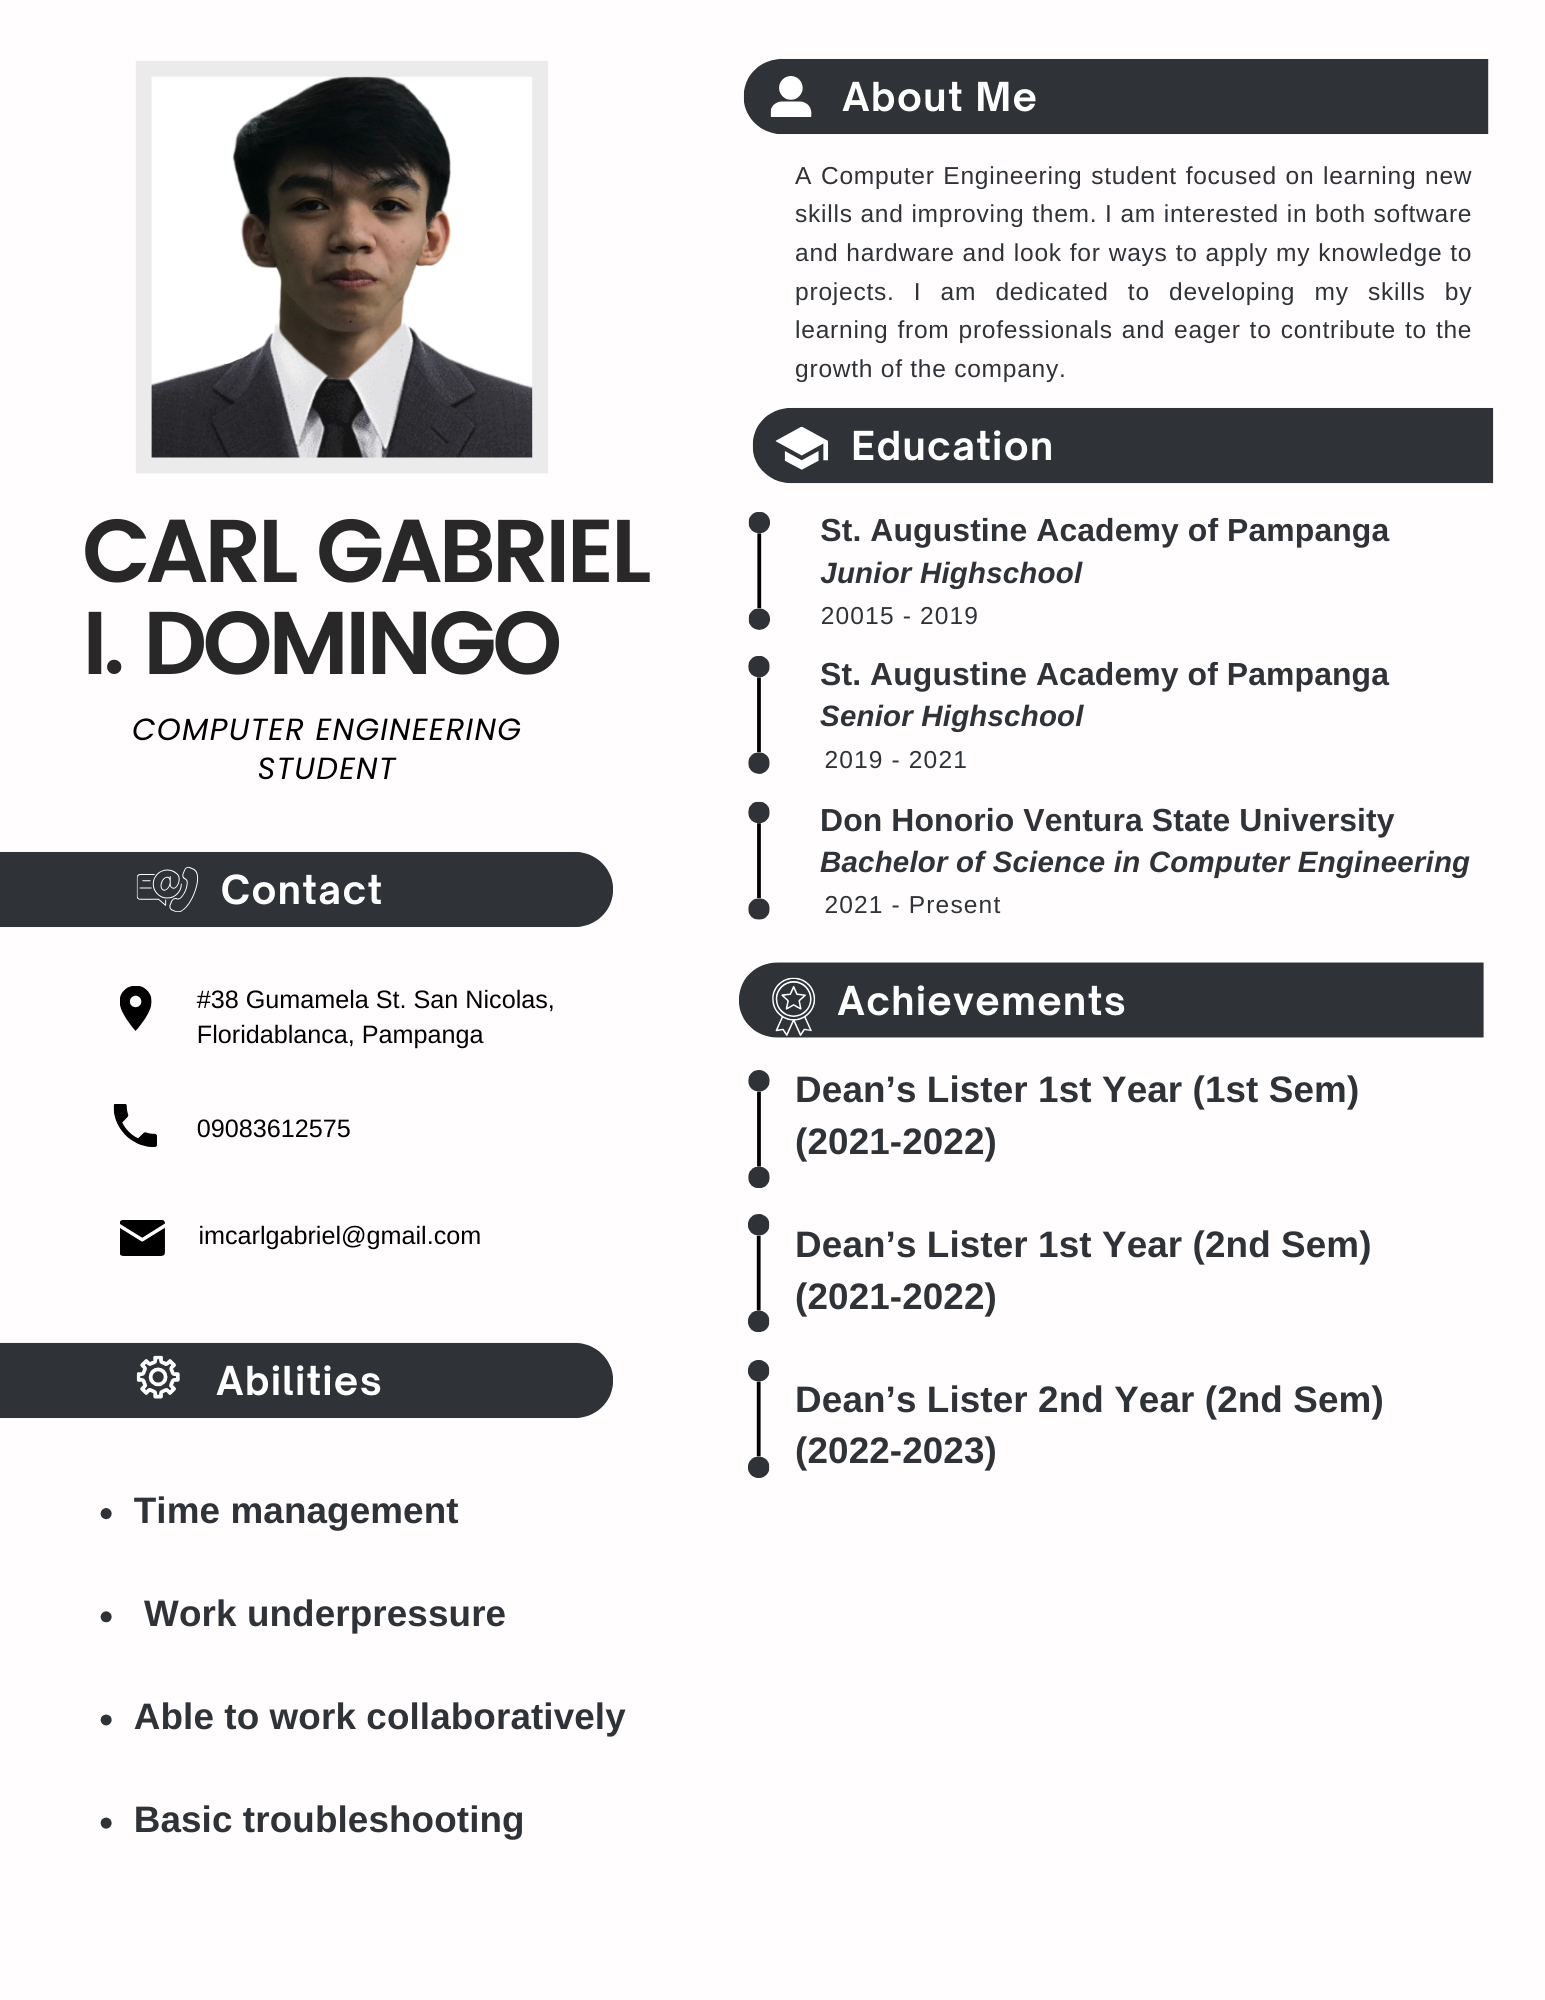 CARL GABRIEL
I. DOMINGO
COMPUTER ENGINEERING
STUDENT
Contact
#38 Gumamela St. San Nicolas,
Floridablanca, Pampanga
09083612575
imcarlgabriel@gmail.com
Abilities
• Time management
• Work underpressure
• Able to work collaboratively
• Basic troubleshooting
About Me
A Computer Engineering student focused on learning new
skills and improving them. I am interested in both software
and hardware and look for ways to apply my knowledge to
projects. I am dedicated to developing my skills by
learning from professionals and eager to contribute to the
growth of the company.
Education
St. Augustine Academy of Pampanga
Junior Highschool
20015 - 2019
St. Augustine Academy of Pampanga
Senior Highschool
2019 - 2021
Don Honorio Ventura State University
Bachelor of Science in Computer Engineering
2021 - Present
Achievements
Dean’s Lister 1st Year (1st Sem)
(2021-2022)
Dean’s Lister 1st Year (2nd Sem)
(2021-2022)
Dean’s Lister 2nd Year (2nd Sem)
(2022-2023)